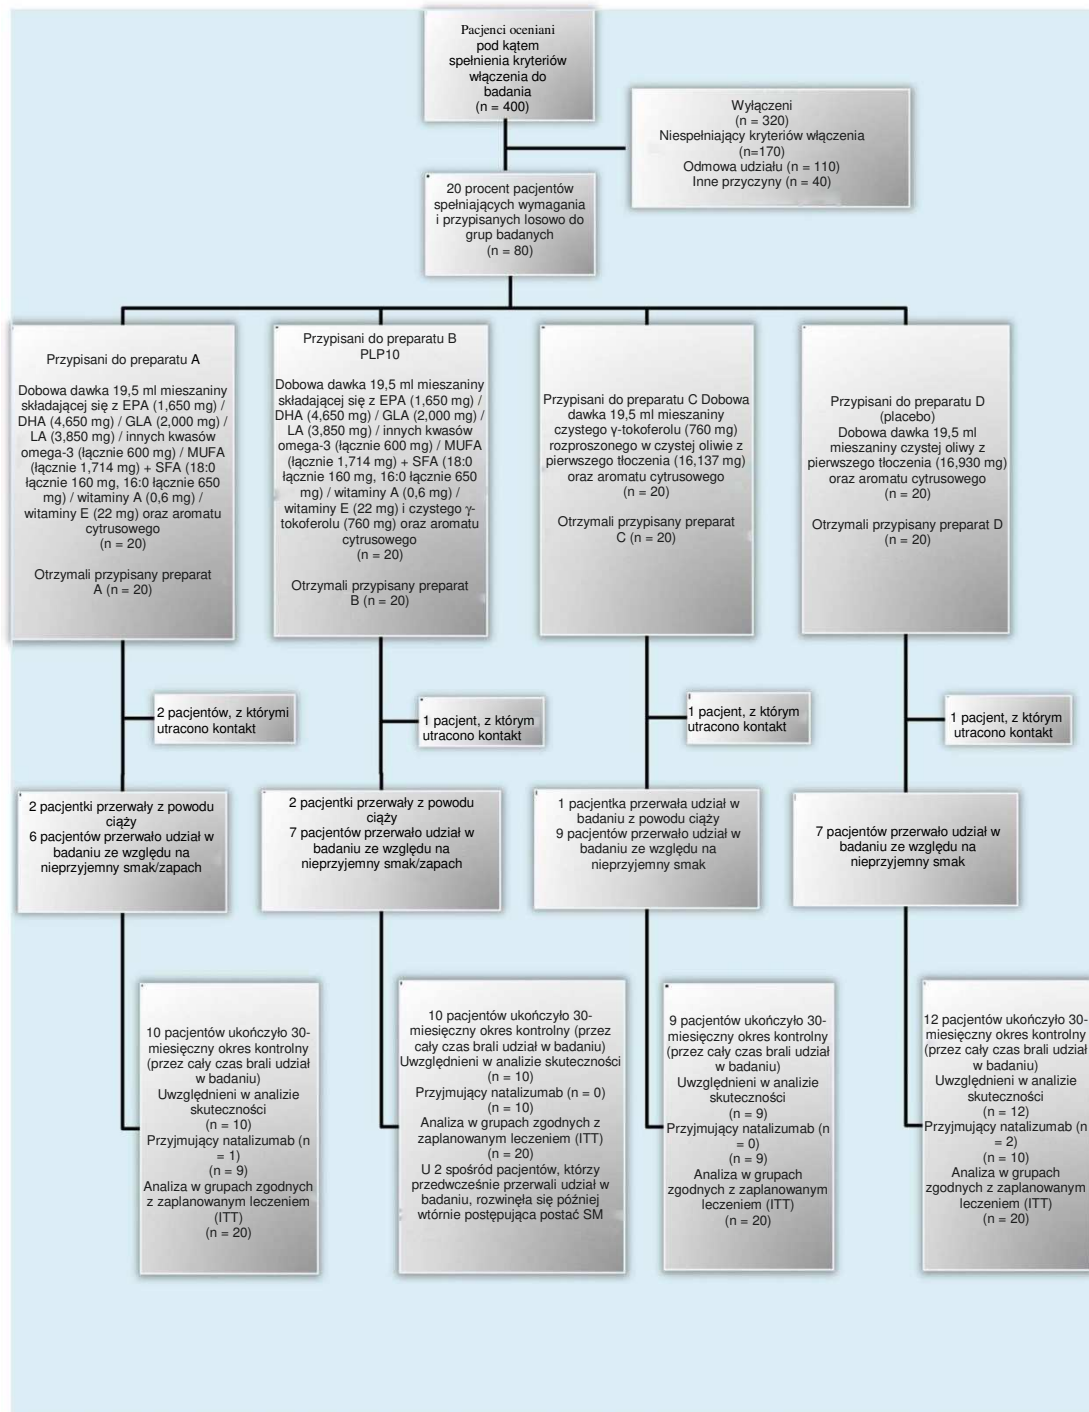 Pacjenci oceniani
pod kątem
spełnienia kryteriów
włączenia do
badania
(n = 400)
Wyłączeni
(n = 320)
Niespełniający kryteriów włączenia
(n=170)
Odmowa udziału (n = 110)
Inne przyczyny (n = 40)
20 procent pacjentów
spełniających wymagania
i przypisanych losowo do
grup badanych
(n = 80)
Przypisani do preparatu A
Dobowa dawka 19,5 ml mieszaniny
składającej się z EPA (1,650 mg) /
DHA (4,650 mg) / GLA (2,000 mg) /
LA (3,850 mg) / innych kwasów
omega-3 (łącznie 600 mg) / MUFA
(łącznie 1,714 mg) + SFA (18:0
łącznie 160 mg, 16:0 łącznie 650
mg) / witaminy A (0,6 mg) /
witaminy E (22 mg) oraz aromatu
cytrusowego
(n = 20)
Otrzymali przypisany preparat
A (n = 20)
Przypisani do preparatu B
PLP10
Dobowa dawka 19,5 ml mieszaniny
składającej się z EPA (1,650 mg) /
DHA (4,650 mg) / GLA (2,000 mg) /
LA (3,850 mg) / innych kwasów
omega-3 (łącznie 600 mg) / MUFA
(łącznie 1,714 mg) + SFA (18:0
łącznie 160 mg, 16:0 łącznie 650
mg) / witaminy A (0,6 mg) /
witaminy E (22 mg) i czystego γ-
tokoferolu (760 mg) oraz aromatu
cytrusowego
(n = 20)
Otrzymali przypisany preparat
B (n = 20)
Przypisani do preparatu C Dobowa
dawka 19,5 ml mieszaniny
czystego γ-tokoferolu (760 mg)
rozproszonego w czystej oliwie z
pierwszego tłoczenia (16,137 mg)
oraz aromatu cytrusowego
(n = 20)
Otrzymali przypisany preparat
C (n = 20)
Przypisani do preparatu D
(placebo)
Dobowa dawka 19,5 ml
mieszaniny czystej oliwy z
pierwszego tłoczenia (16,930 mg)
oraz aromatu cytrusowego
(n = 20)
Otrzymali przypisany preparat D
(n = 20)
2 pacjentów, z którymi
utracono kontakt
1 pacjent, z którym
utracono kontakt
1 pacjent, z którym
utracono kontakt
1 pacjent, z którym
utracono kontakt
2 pacjentki przerwały z powodu
ciąży
6 pacjentów przerwało udział w
badaniu ze względu na
nieprzyjemny smak/zapach
2 pacjentki przerwały z powodu
ciąży
7 pacjentów przerwało udział w
badaniu ze względu na
nieprzyjemny smak/zapach
1 pacjentka przerwała udział w
badaniu z powodu ciąży
9 pacjentów przerwało udział w
badaniu ze względu na
nieprzyjemny smak
7 pacjentów przerwało udział w
badaniu ze względu na
nieprzyjemny smak
10 pacjentów ukończyło 30-
miesięczny okres kontrolny
(przez cały czas brali udział
w badaniu)
Uwzględnieni w analizie
skuteczności
(n = 10)
Przyjmujący natalizumab (n
= 1)
(n = 9)
Analiza w grupach zgodnych
z zaplanowanym leczeniem
(ITT)
(n = 20)
10 pacjentów ukończyło 30-
miesięczny okres kontrolny (przez
cały czas brali udział w badaniu)
Uwzględnieni w analizie skuteczności
(n = 10)
Przyjmujący natalizumab (n = 0)
(n = 10)
Analiza w grupach zgodnych z
zaplanowanym leczeniem (ITT)
(n = 20)
U 2 spośród pacjentów, którzy
przedwcześnie przerwali udział w
badaniu, rozwinęła się później
wtórnie postępująca postać SM
9 pacjentów ukończyło 30-
miesięczny okres kontrolny
(przez cały czas brali udział
w badaniu)
Uwzględnieni w analizie
skuteczności
(n = 9)
Przyjmujący natalizumab (n
= 0)
(n = 9)
Analiza w grupach
zgodnych z zaplanowanym
leczeniem (ITT)
(n = 20)
12 pacjentów ukończyło 30-
miesięczny okres kontrolny
(przez cały czas brali udział
w badaniu)
Uwzględnieni w analizie
skuteczności
(n = 12)
Przyjmujący natalizumab (n
= 2)
(n = 10)
Analiza w grupach
zgodnych z zaplanowanym
leczeniem (ITT)
(n = 20)